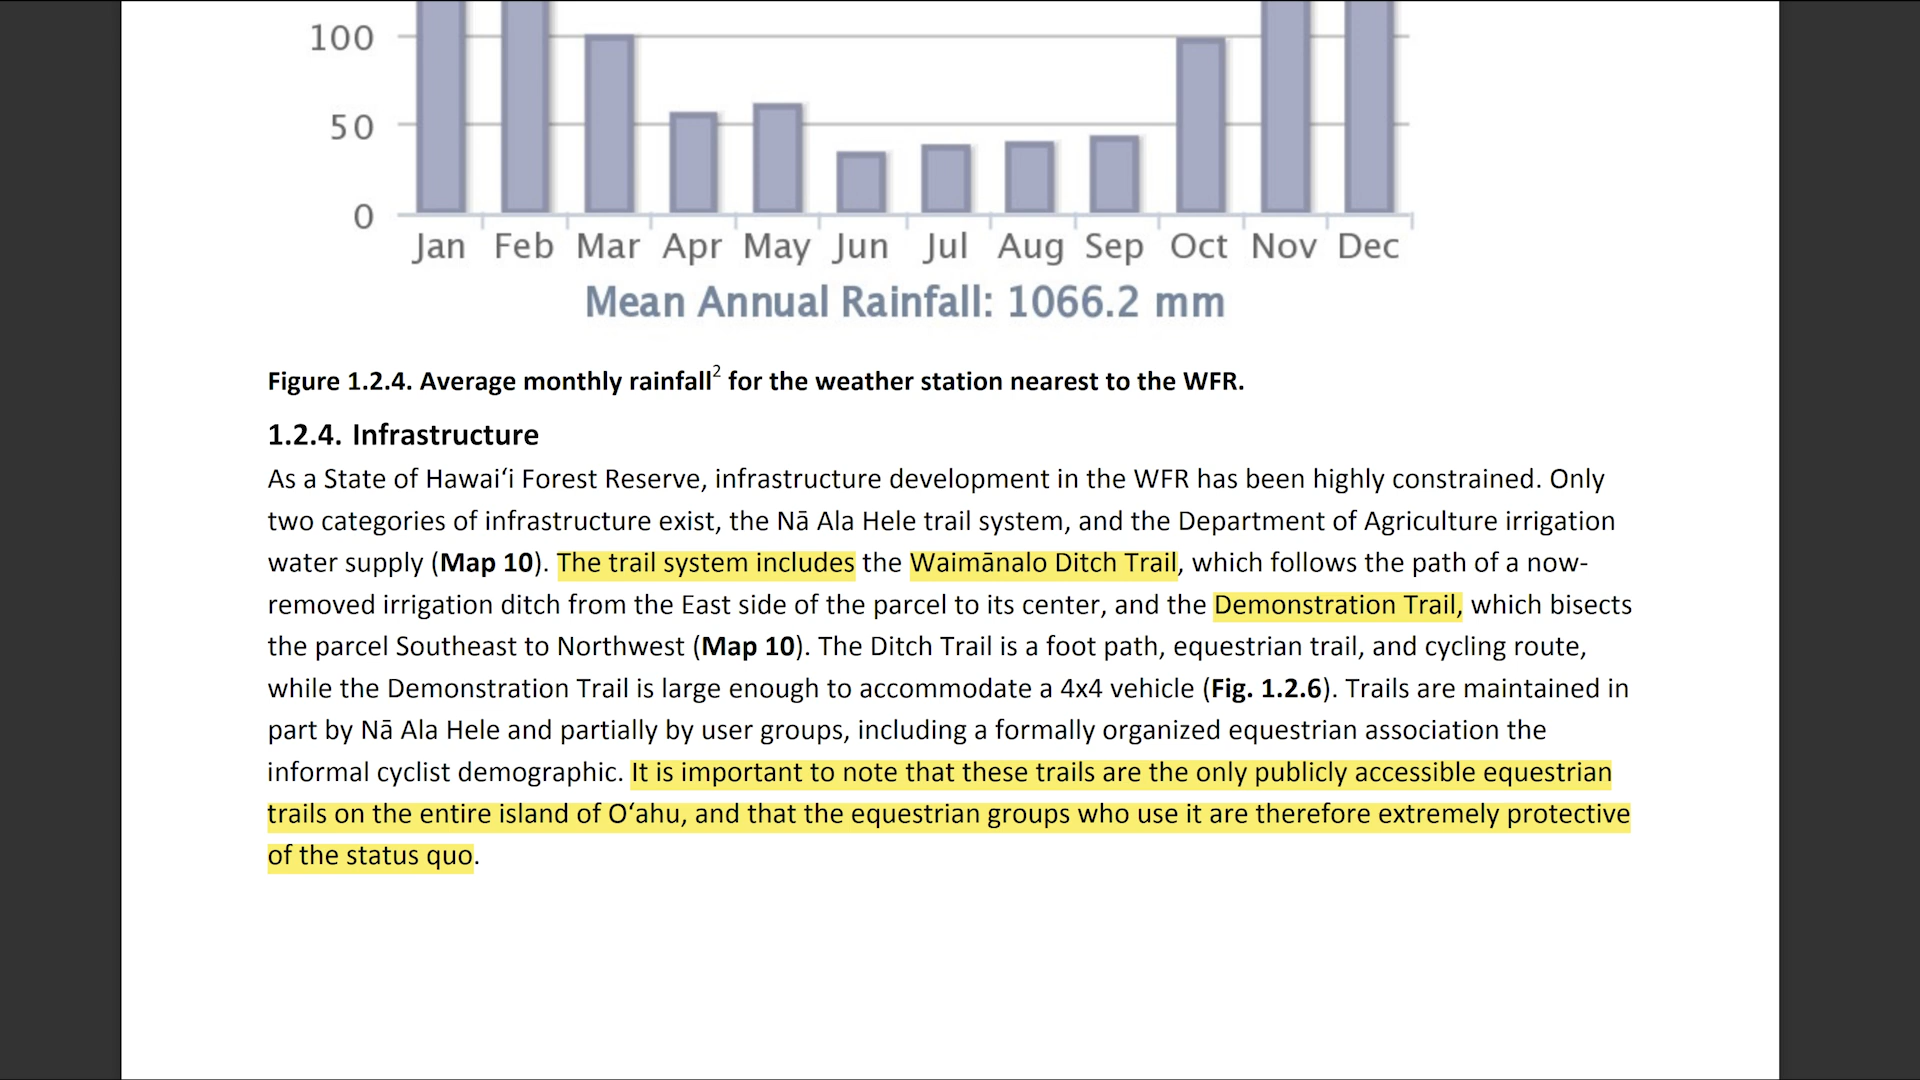 100
50
0
Jan Feb Mar Apr May Jun Jul Aug Sep Oct Nov Dec
Mean Annual Rainfall: 1066.2 mm
Figure 1.2.4. Average monthly rainfall² for the weather station nearest to the WFR.
1.2.4. Infrastructure
As a State of Hawai‘i Forest Reserve, infrastructure development in the WFR has been highly constrained. Only
two categories of infrastructure exist, the Nā Ala Hele trail system, and the Department of Agriculture irrigation
water supply (Map 10). The trail system includes the Waimānalo Ditch Trail, which follows the path of a now-
removed irrigation ditch from the East side of the parcel to its center, and the Demonstration Trail, which bisects
the parcel Southeast to Northwest (Map 10). The Ditch Trail is a foot path, equestrian trail, and cycling route,
while the Demonstration Trail is large enough to accommodate a 4x4 vehicle (Fig. 1.2.6). Trails are maintained in
part by Nā Ala Hele and partially by user groups, including a formally organized equestrian association the
informal cyclist demographic. It is important to note that these trails are the only publicly accessible equestrian
trails on the entire island of O‘ahu, and that the equestrian groups who use it are therefore extremely protective
of the status quo.